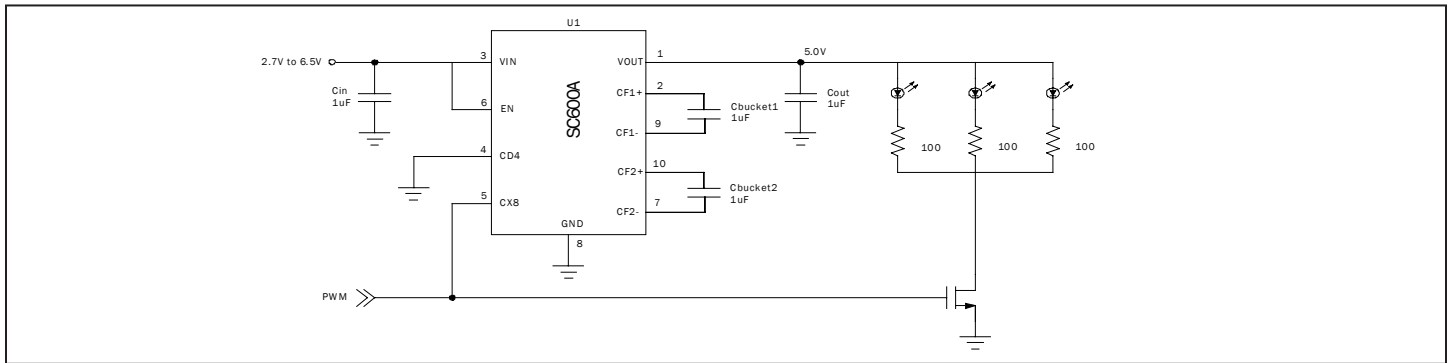 U1
2.7V to 6.5V
3
VIN
VOUT
1
5.0V
Cin
1uF
6
EN
SC600A
CF1+
2
Cbucket1
1uF
Cout
1uF
CF1-
9
100
100
100
4
CD4
CF2+
10
5
CX8
Cbucket2
1uF
CF2-
7
GND
8
PWM